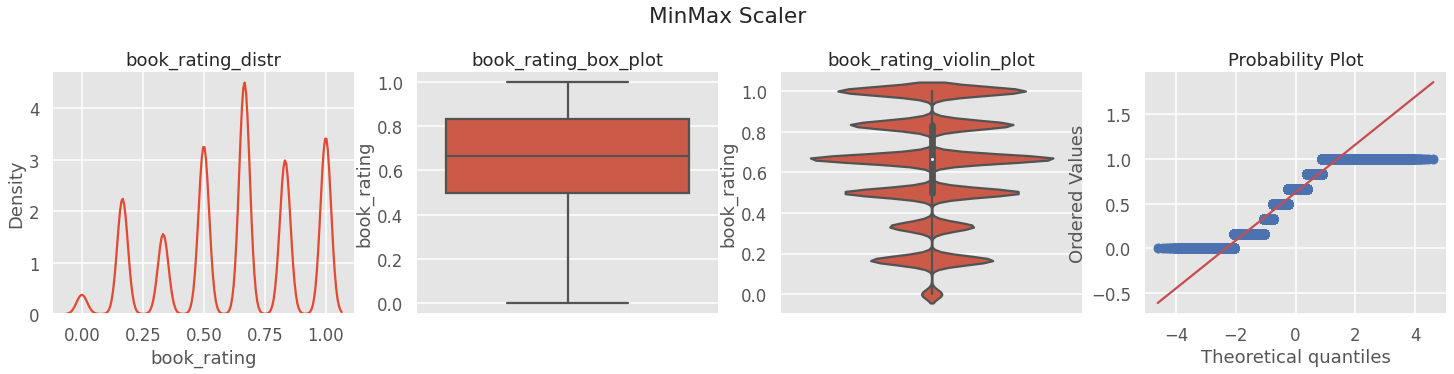 MinMax Scaler
book_rating_distr
Density
4
3
2
1
0
0.00 0.25 0.50 0.75 1.00
book_rating
book_rating_box_plot
book_rating
1.0
0.8
0.6
0.4
0.2
0.0
book_rating_violin_plot
book_rating
1.0
0.8
0.6
0.4
0.2
0.0
Probability Plot
Ordered Values
1.5
1.0
0.5
0.0
−0.5
−4 −2 0 2 4
Theoretical quantiles